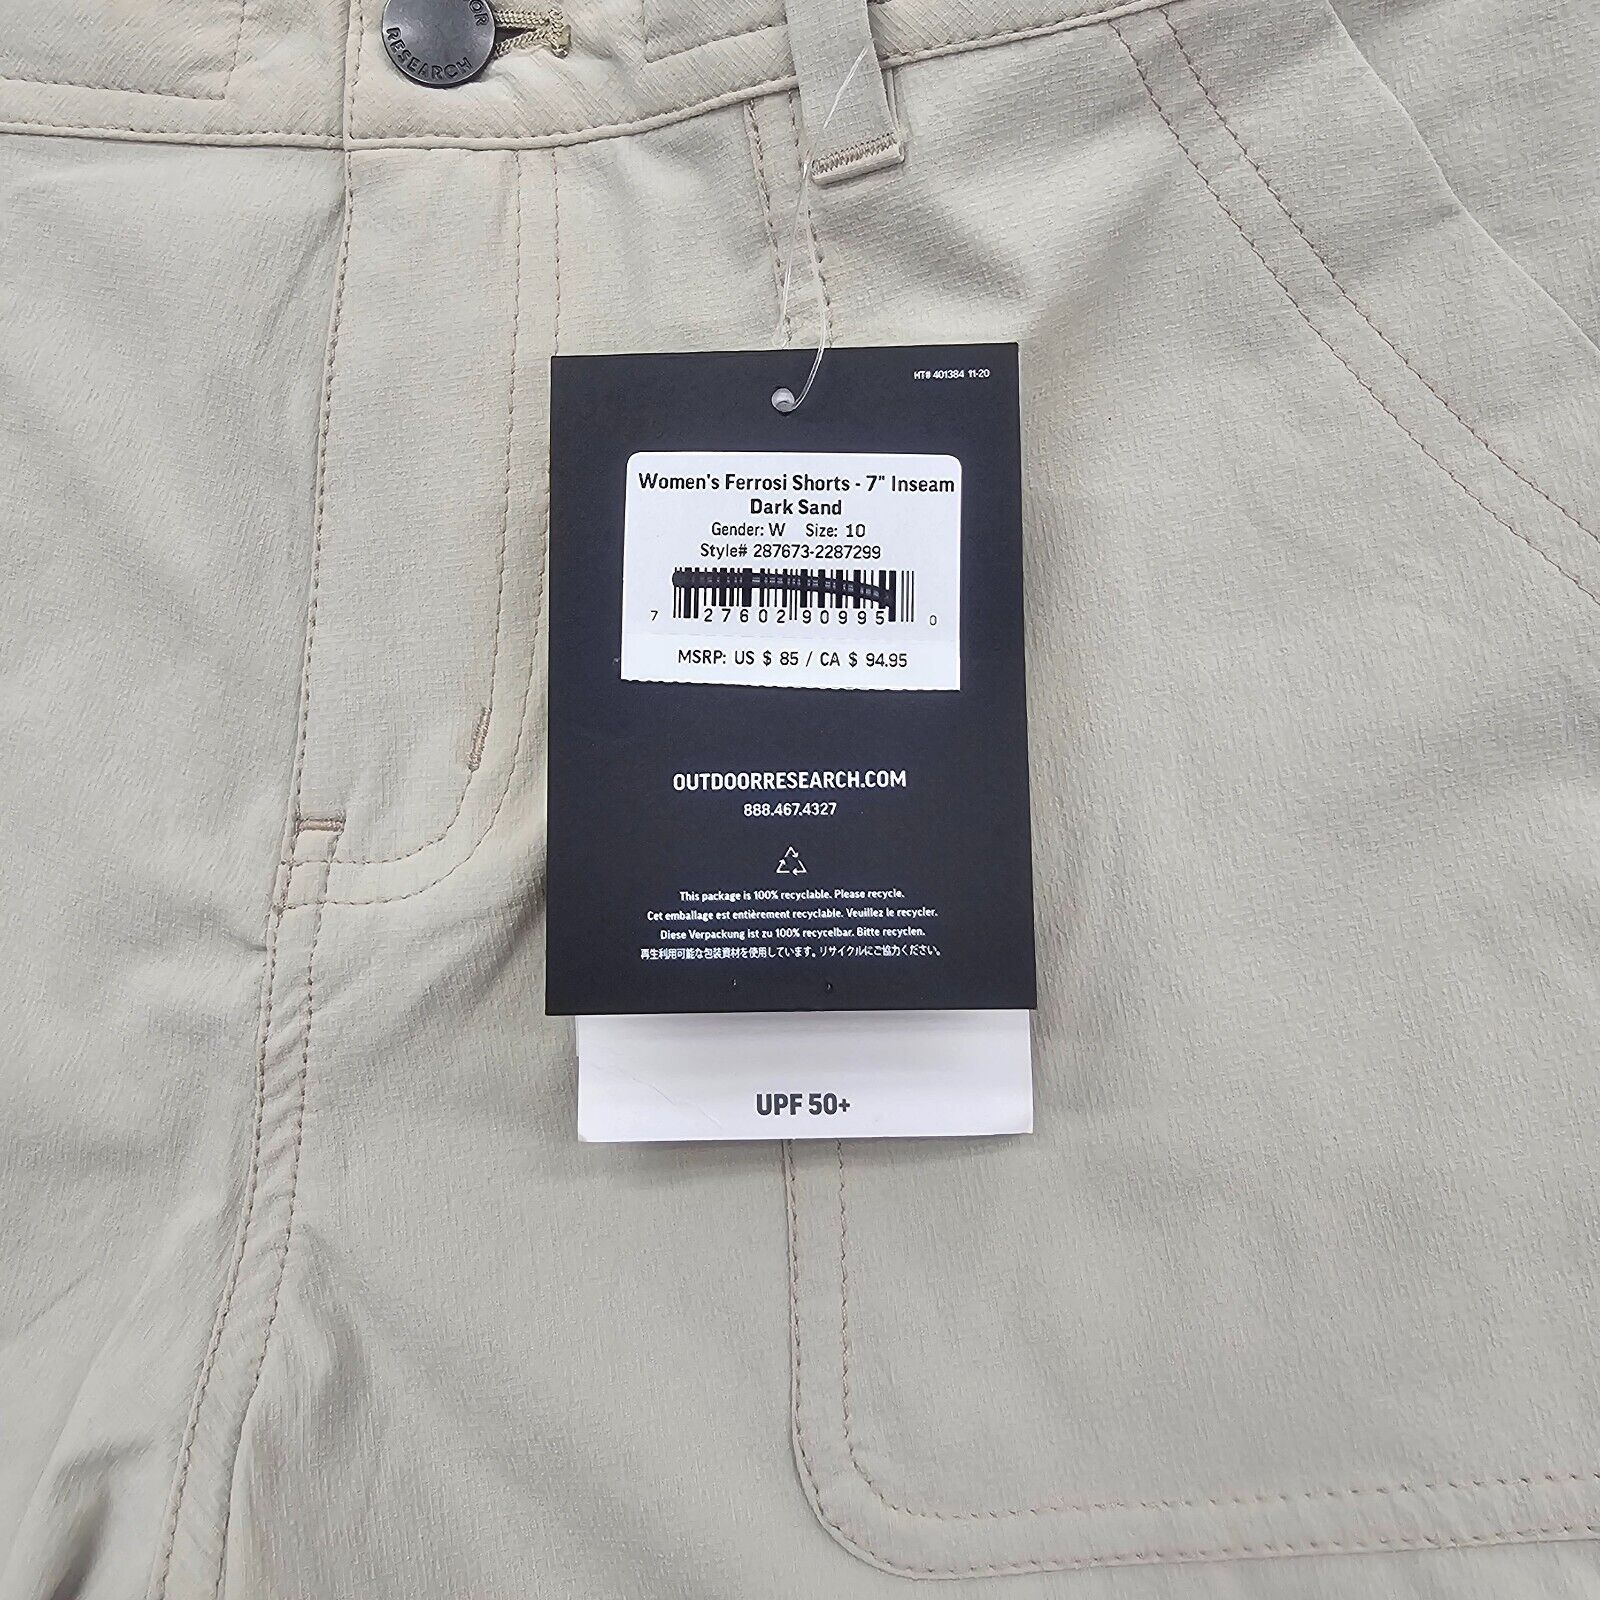 RESEARCH
HT# 401384 11-20
Women's Ferrosi Shorts - 7" Inseam
Dark Sand
Gender: W Size: 10
Style# 287673-2287299
7 27602 90995 0
MSRP: US $ 85 / CA $ 94.95
OUTDOORRESEARCH.COM
888.467.4327
This package is 100% recyclable. Please recycle.
Cet emballage est entièrement recyclable. Veuillez le recycler.
Diese Verpackung ist zu 100% recycelbar. Bitte recyclen.
再生利用可能な包装資材を使用しています。リサイクルにご協力ください。
UPF 50+